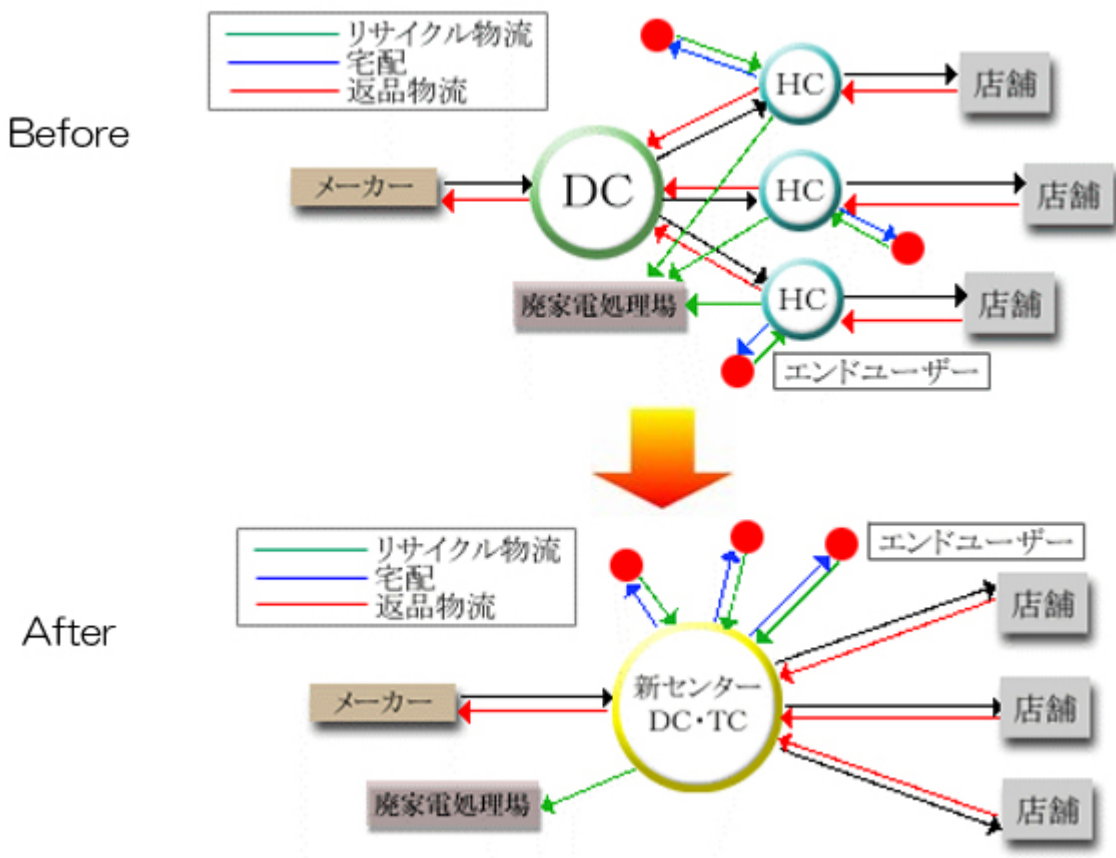 リサイクル物流
宅配
返品物流
Before
HC
店舗
メーカー
DC
HC
店舗
廃家電処理場
HC
店舗
エンドユーザー
リサイクル物流
宅配
返品物流
エンドユーザー
After
店舗
メーカー
新センター
DC・TC
店舗
廃家電処理場
店舗